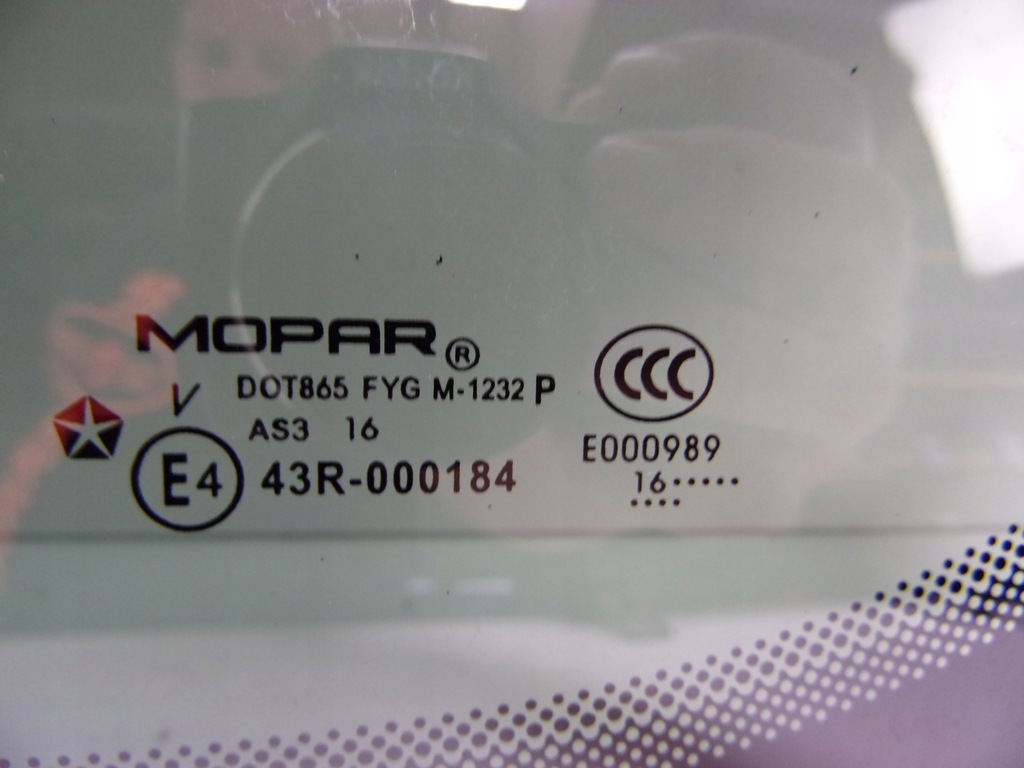 MOPAR®
V DOT865 FYG M-1232 P
AS3 16
E4 43R-000184
CCC
E000989
16·····
····